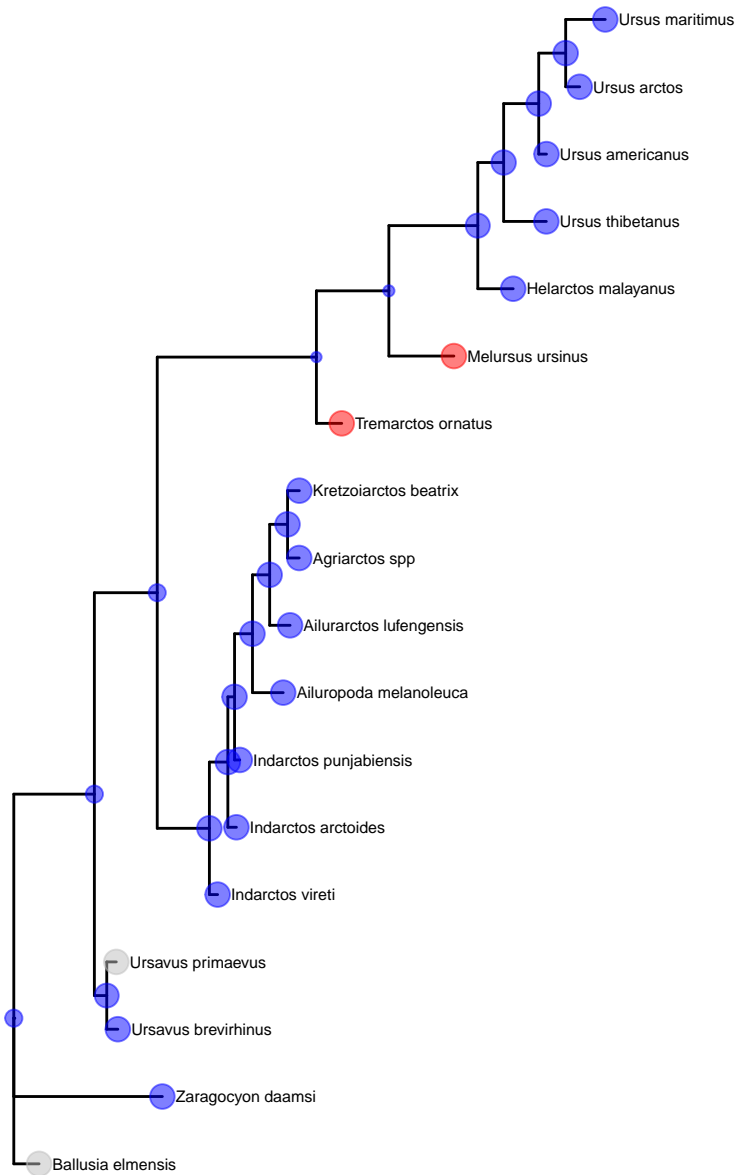 Ursus maritimus
Ursus arctos
Ursus americanus
Ursus thibetanus
Helarctos malayanus
Melursus ursinus
Tremarctos ornatus
Kretzoiarctos beatrix
Agriarctos spp
Ailurarctos lufengensis
Ailuropoda melanoleuca
Indarctos punjabiensis
Indarctos arctoides
Indarctos vireti
Ursavus primaevus
Ursavus brevirhinus
Zaragocyon daamsi
Ballusia elmensis